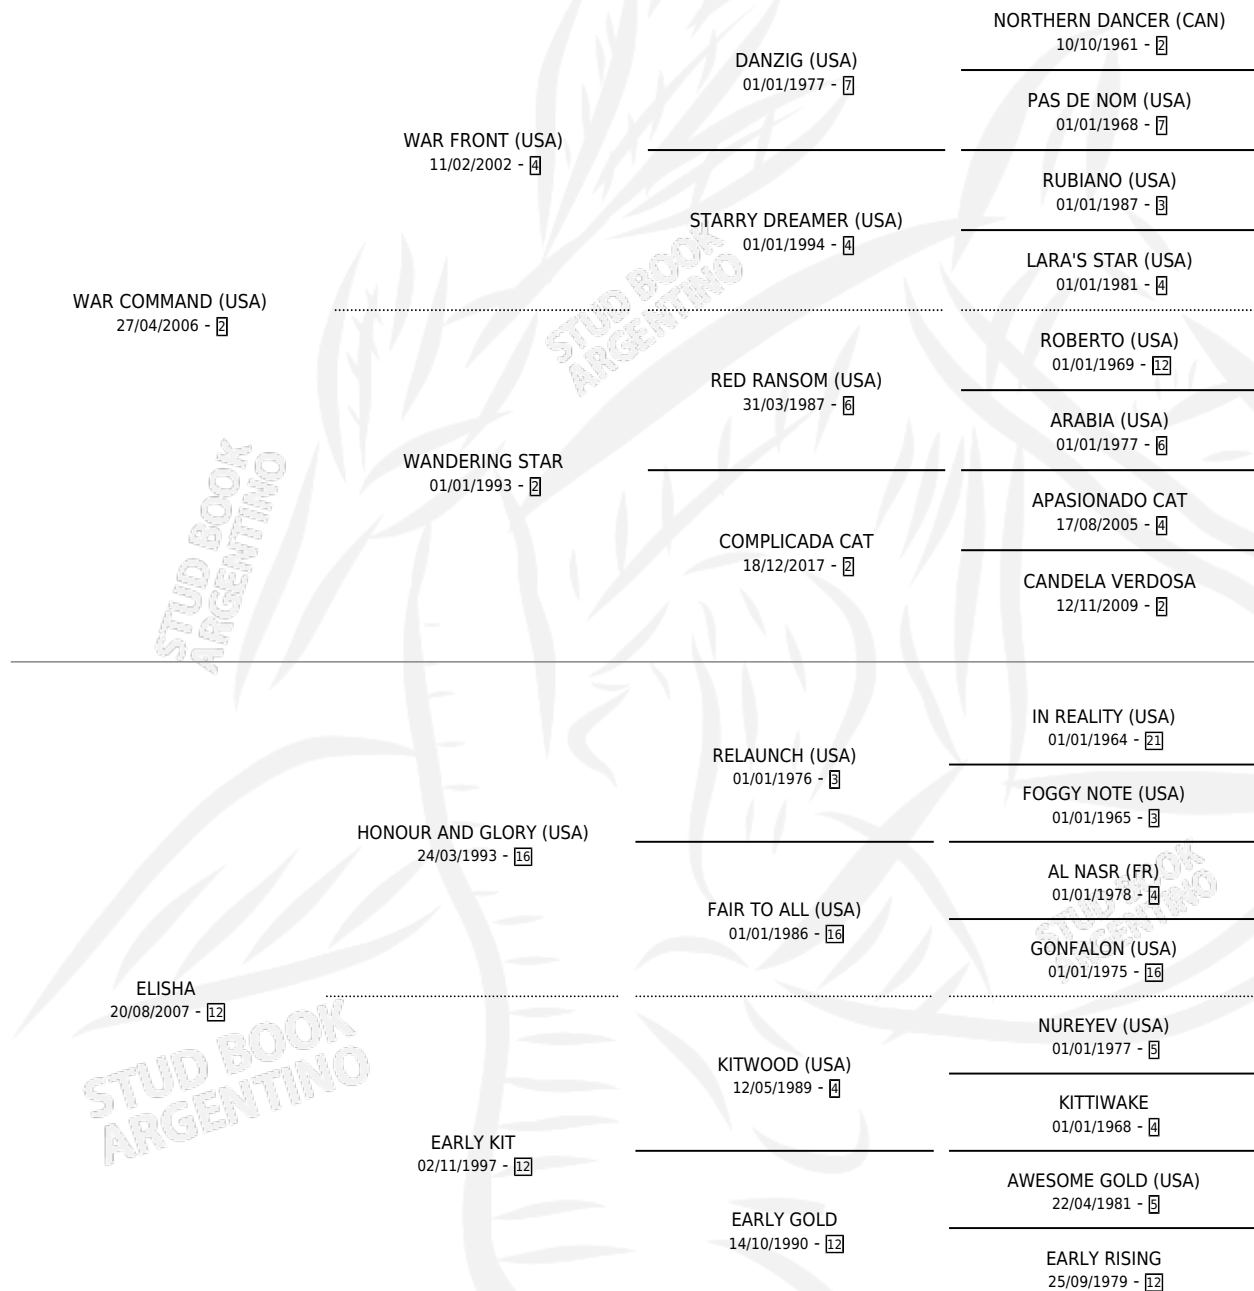 NORTHERN DANCER (CAN)
10/10/1961 - 2
DANZIG (USA)
01/01/1977 - 7
PAS DE NOM (USA)
01/01/1968 - 7
WAR FRONT (USA)
11/02/2002 - 4
RUBIANO (USA)
01/01/1987 - 3
STARRY DREAMER (USA)
01/01/1994 - 4
LARA'S STAR (USA)
01/01/1981 - 4
WAR COMMAND (USA)
27/04/2006 - 2
ROBERTO (USA)
01/01/1969 - 12
RED RANSOM (USA)
31/03/1987 - 6
ARABIA (USA)
01/01/1977 - 6
WANDERING STAR
01/01/1993 - 2
APASIONADO CAT
17/08/2005 - 4
COMPLICADA CAT
18/12/2017 - 2
CANDELA VERDOSA
12/11/2009 - 2
IN REALITY (USA)
01/01/1964 - 21
RELAUNCH (USA)
01/01/1976 - 3
FOGGY NOTE (USA)
01/01/1965 - 3
HONOUR AND GLORY (USA)
24/03/1993 - 16
AL NASR (FR)
01/01/1978 - 4
FAIR TO ALL (USA)
01/01/1986 - 16
GONFALON (USA)
01/01/1975 - 16
ELISHA
20/08/2007 - 12
NUREYEV (USA)
01/01/1977 - 5
KITWOOD (USA)
12/05/1989 - 4
KITTIWAKE
01/01/1968 - 4
EARLY KIT
02/11/1997 - 12
AWESOME GOLD (USA)
22/04/1981 - 5
EARLY GOLD
14/10/1990 - 12
EARLY RISING
25/09/1979 - 12
STUD BOOK
ARGENTINO
STUD BOOK
ARGENTINO
STUD BOOK
ARGENTINO
STUD BOOK
ARGENTINO